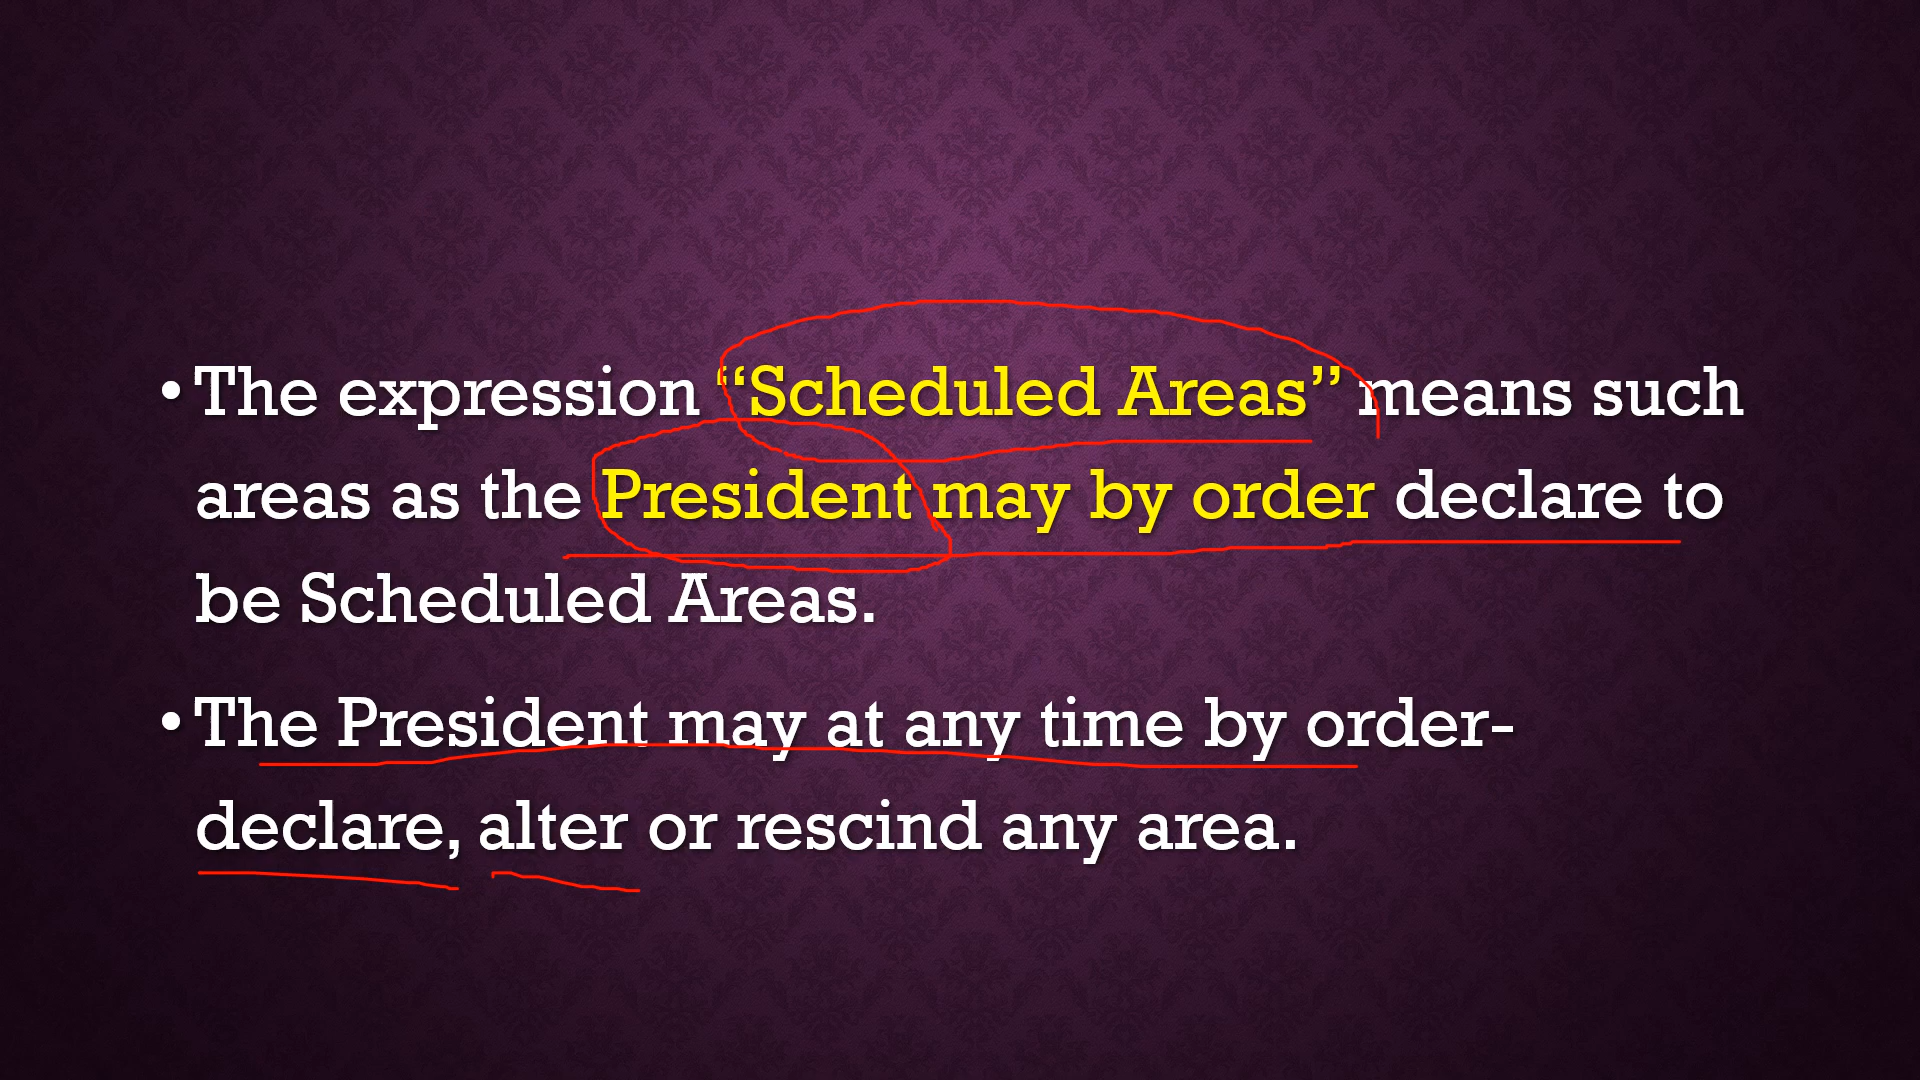 • The expression “Scheduled Areas” means such
areas as the President may by order declare to
be Scheduled Areas.
• The President may at any time by order-
declare, alter or rescind any area.